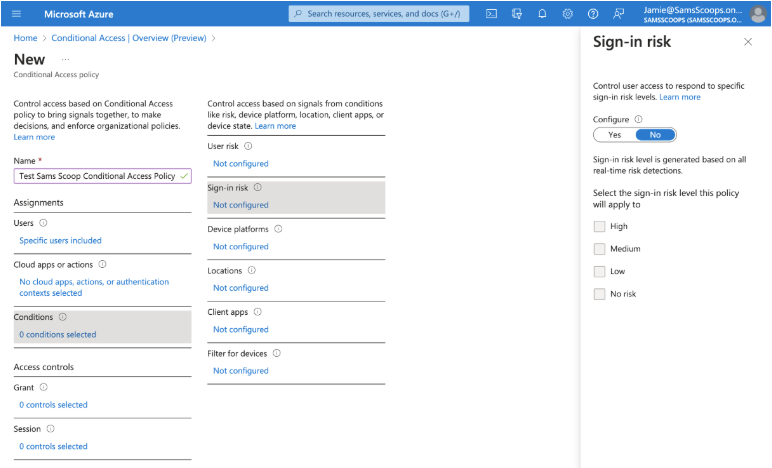 Microsoft Azure
Search resources, services, and docs (G+/)
Jamie@SamsScoops.on...
SAMSSCOOPS (SAMSSCOOPS.O...
Home > Conditional Access | Overview (Preview) >
New ...
Conditional Access policy
Control access based on Conditional Access
policy to bring signals together, to make
decisions, and enforce organizational policies.
Learn more
Name *
Test Sams Scoop Conditional Access Policy
Assignments
Users
Specific users included
Cloud apps or actions
No cloud apps, actions, or authentication
contexts selected
Conditions
0 conditions selected
Access controls
Grant
0 controls selected
Session
0 controls selected
Control access based on signals from conditions
like risk, device platform, location, client apps, or
device state. Learn more
User risk
Not configured
Sign-in risk
Not configured
Device platforms
Not configured
Locations
Not configured
Client apps
Not configured
Filter for devices
Not configured
Sign-in risk
Control user access to respond to specific
sign-in risk levels. Learn more
Configure
Yes No
Sign-in risk level is generated based on all
real-time risk detections.
Select the sign-in risk level this policy
will apply to
High
Medium
Low
No risk